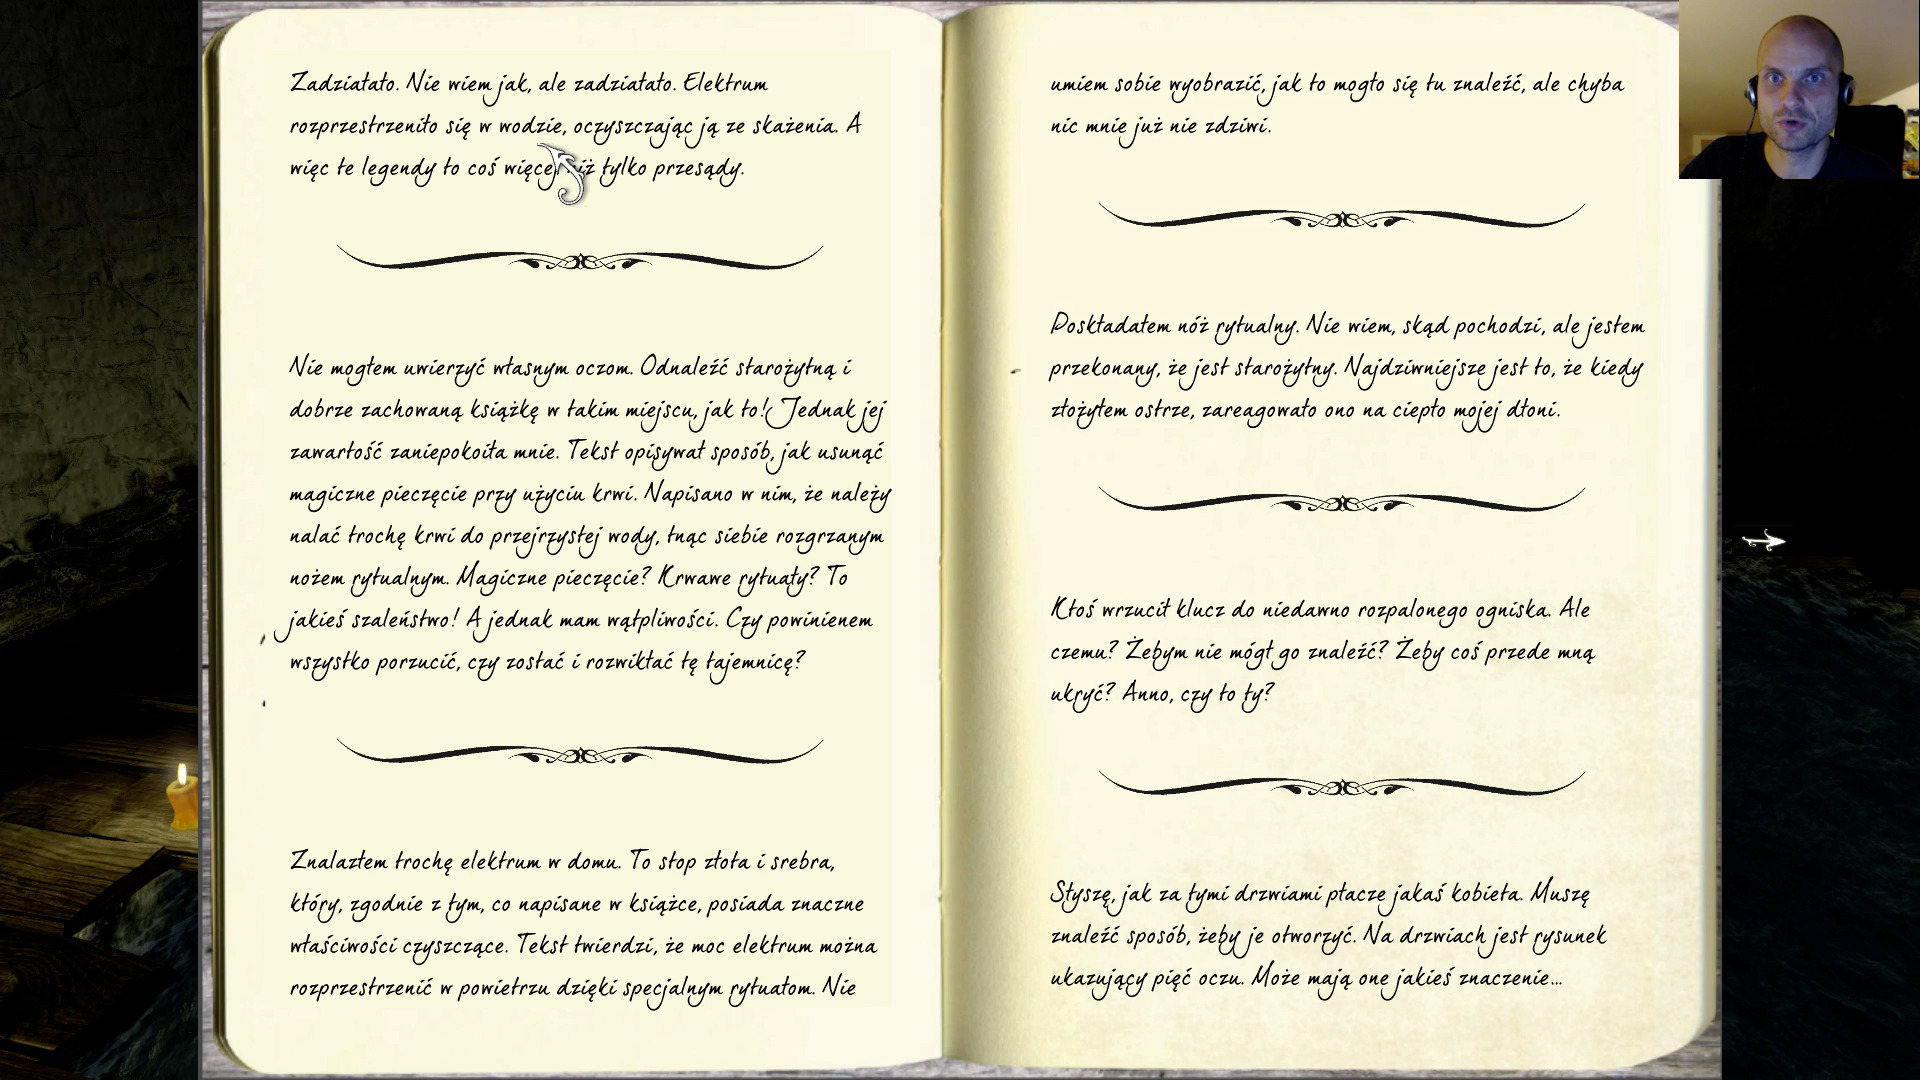 Zadziałało. Nie wiem jak, ale zadziałało. Elektrum
rozprzestrzeniło się w wodzie, oczyszczając ją ze skażenia. A
więc te legendy to coś więcej niż tylko przesądy.
Nie mogłem uwierzyć własnym oczom. Odnaleźć starożytną i
dobrze zachowaną książkę w takim miejscu, jak to! Jednak jej
zawartość zaniepokoiła mnie. Tekst opisywał sposób, jak usunąć
magiczne pieczęcie przy użyciu krwi. Napisano w nim, że należy
nalać trochę krwi do przejrzystej wody, tnąc siebie rozgrzanym
nożem rytualnym. Magiczne pieczęcie? Krwawe rytuały? To
jakieś szaleństwo! A jednak mam wątpliwości. Czy powinienem
wszystko porzucić, czy zostać i rozwikłać tę tajemnicę?
Znalazłem trochę elektrum w domu. To stop złota i srebra,
który, zgodnie z tym, co napisane w książce, posiada znaczne
właściwości czyszczące. Tekst twierdzi, że moc elektrum można
rozprzestrzenić w powietrzu dzięki specjalnym rytuałom. Nie
umiem sobie wyobrazić, jak to mogło się tu znaleźć, ale chyba
nic mnie już nie zdziwi.
Poskładałem nóż rytualny. Nie wiem, skąd pochodzi, ale jestem
przekonany, że jest starożytny. Najdziwniejsze jest to, że kiedy
złożyłem ostrze, zareagowało ono na ciepło mojej dłoni.
Ktoś wrzucił klucz do niedawno rozpalonego ogniska. Ale
czemu? Żebym nie mógł go znaleźć? Żeby coś przede mną
ukryć? Anno, czy to ty?
Słyszę, jak za tymi drzwiami płacze jakaś kobieta. Muszę
znaleźć sposób, żeby je otworzyć. Na drzwiach jest rysunek
ukazujący pięć oczu. Może mają one jakieś znaczenie...